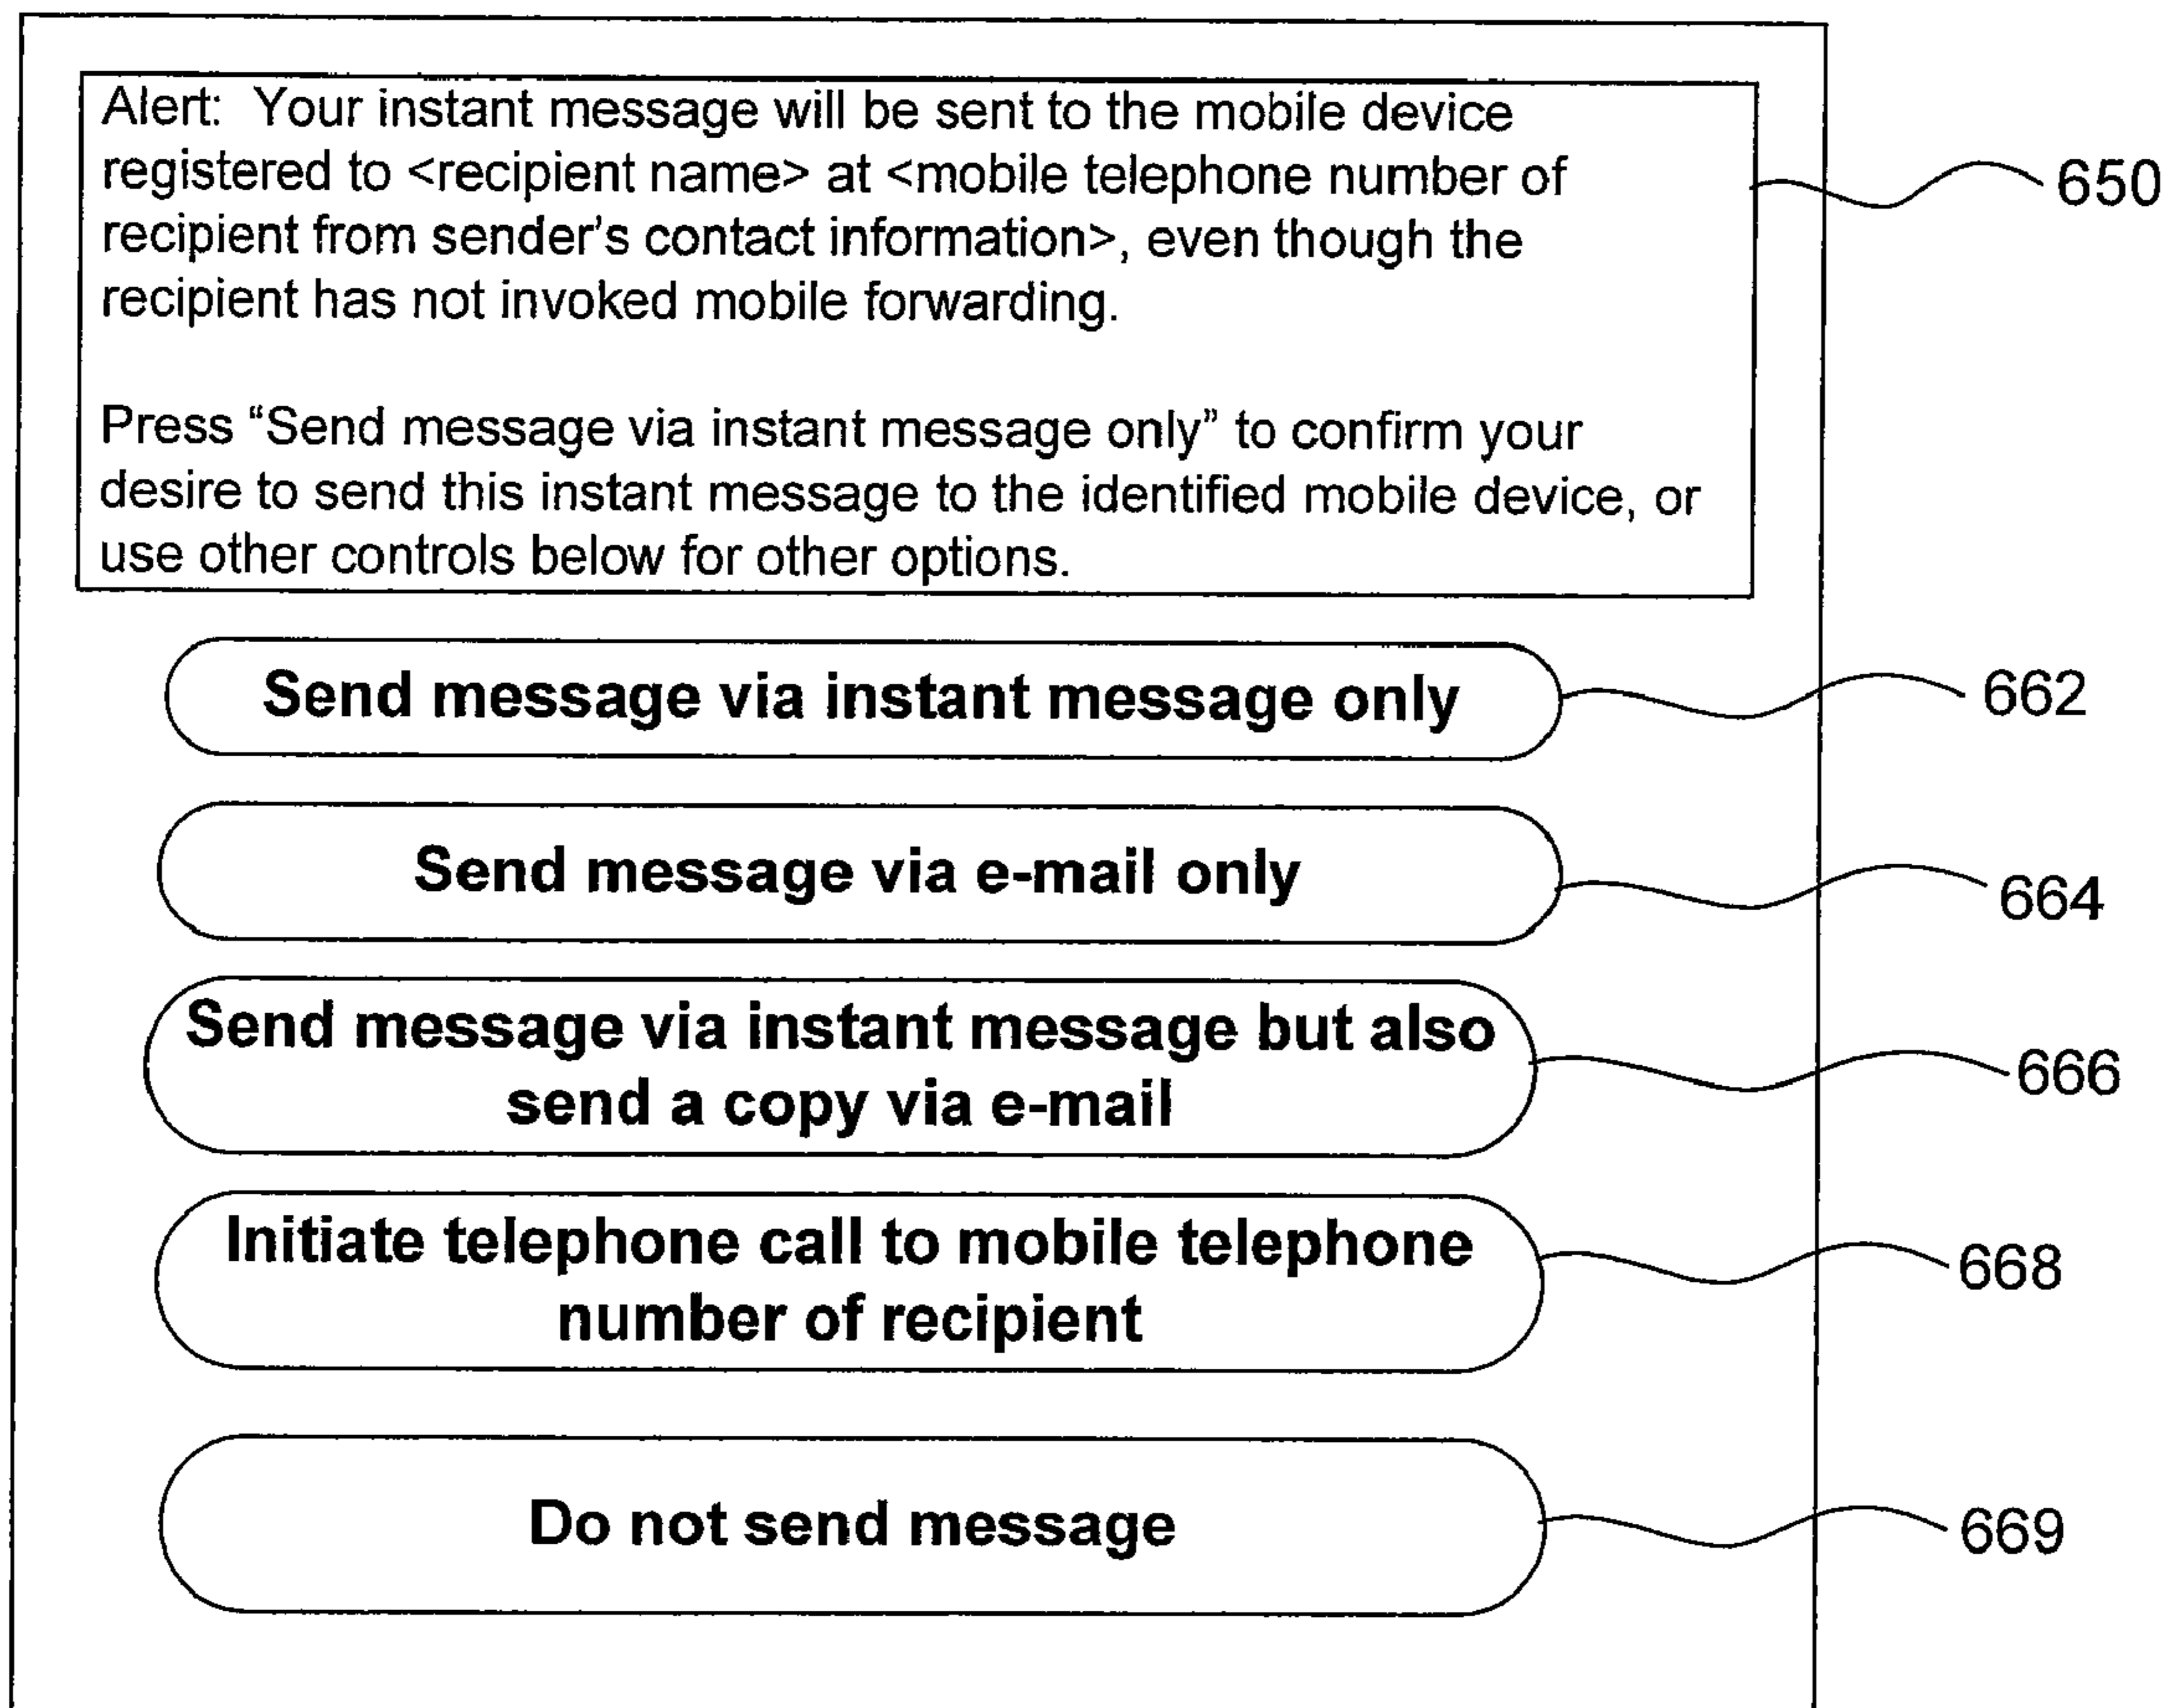 Alert:  Your instant message will be sent to the mobile device
registered to <recipient name> at <mobile telephone number of
recipient from sender's contact information>, even though the
recipient has not invoked mobile forwarding.
650
Press “Send message via instant message only” to confirm your
desire to send this instant message to the identified mobile device, or
use other controls below for other options.
Send message via instant message only
662
Send message via e-mail only
664
Send message via instant message but also
send a copy via e-mail
666
Initiate telephone call to mobile telephone
number of recipient
668
Do not send message
669